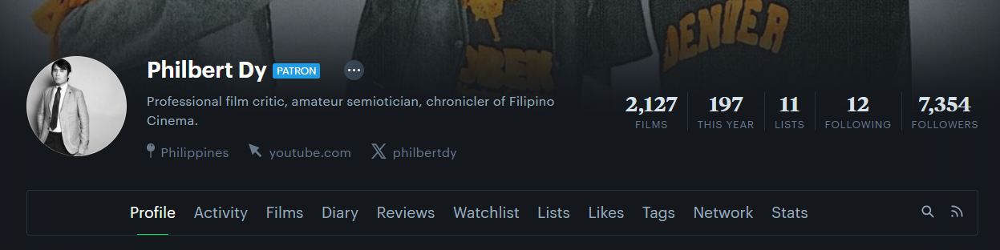 DENVER
Philbert Dy PATRON
Professional film critic, amateur semiotician, chronicler of Filipino
Cinema.
2,127 197 11 12 7,354
FILMS THIS YEAR LISTS FOLLOWING FOLLOWERS
Philippines youtube.com philbertdy
Profile Activity Films Diary Reviews Watchlist Lists Likes Tags Network Stats